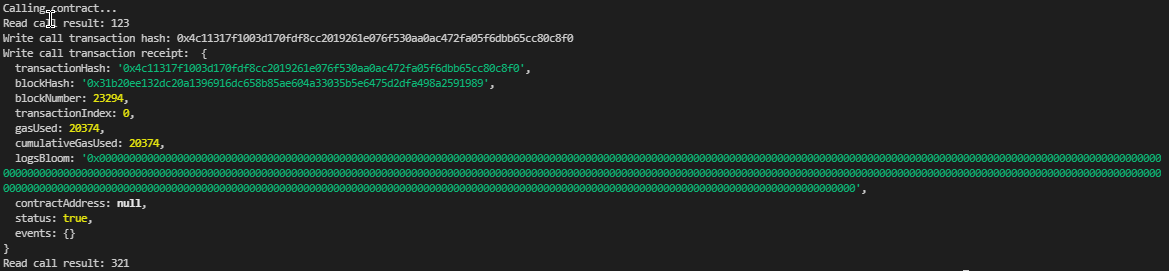 Calling contract...
Read call result: 123
Write call transaction hash: 0x4c11317f1003d170fdf8cc2019261e076f530aa0ac472fa05f6dbb65cc80c8f0
Write call transaction receipt:  {
  transactionHash: '0x4c11317f1003d170fdf8cc2019261e076f530aa0ac472fa05f6dbb65cc80c8f0',
  blockHash: '0x31b20ee132dc20a1396916dc658b85ae604a33035b5e6475d2dfa498a2591989',
  blockNumber: 23294,
  transactionIndex: 0,
  gasUsed: 20374,
  cumulativeGasUsed: 20374,
  logsBloom:
  contractAddress: null,
  status: true,
  events: {}
}
Read call result: 321